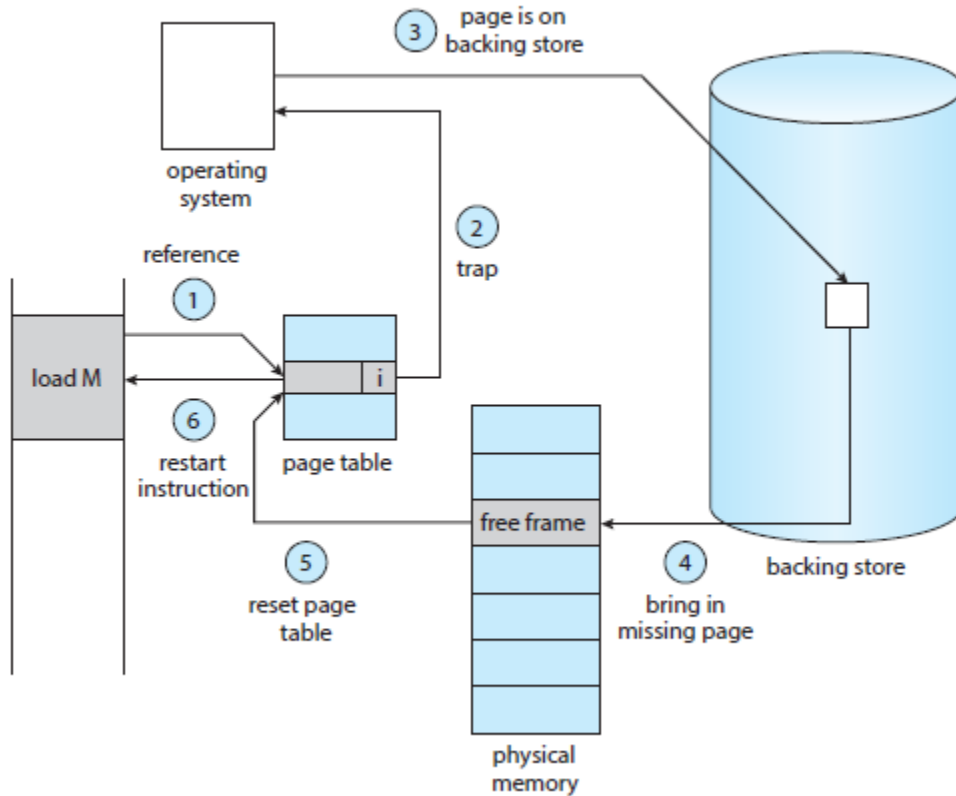 3
page is on
backing store
operating
system
2
trap
reference
1
load M
i
6
restart
instruction
page table
free frame
5
reset page
table
4
bring in
missing page
backing store
physical
memory